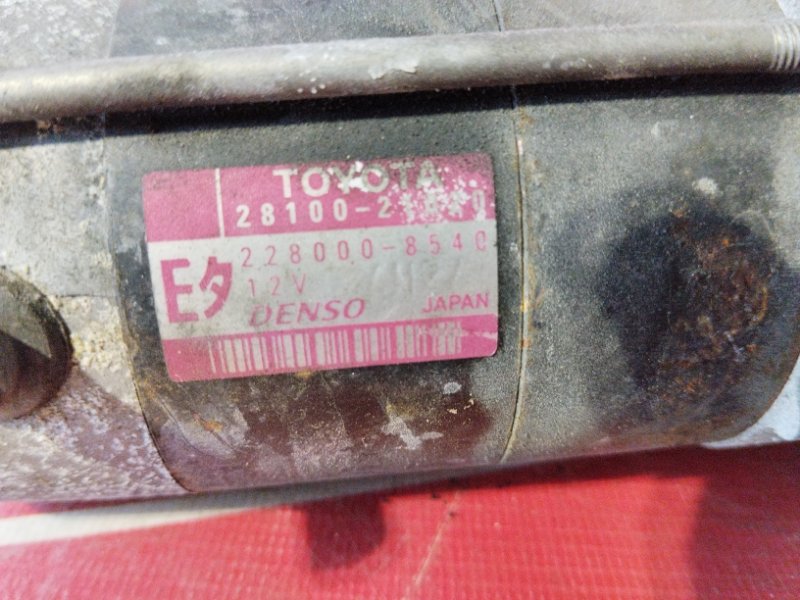 TOYOTA
228000-8540
Eタ
12V
DENSO JAPAN